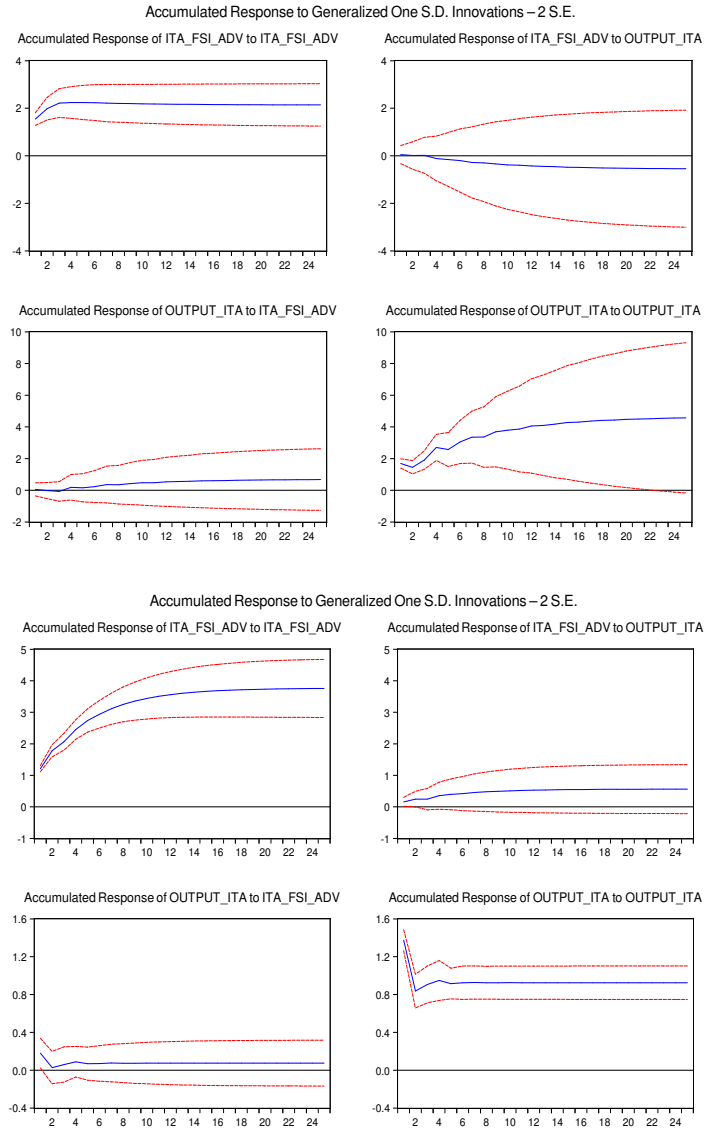 Accumulated Response to Generalized One S.D. Innovations – 2 S.E.
Accumulated Response of ITA_FSI_ADV to ITA_FSI_ADV
4
2
0
-2
-4
2 4 6 8 10 12 14 16 18 20 22 24
Accumulated Response of ITA_FSI_ADV to OUTPUT_ITA
4
2
0
-2
-4
2 4 6 8 10 12 14 16 18 20 22 24
Accumulated Response of OUTPUT_ITA to ITA_FSI_ADV
10
8
6
4
2
0
-2
2 4 6 8 10 12 14 16 18 20 22 24
Accumulated Response of OUTPUT_ITA to OUTPUT_ITA
10
8
6
4
2
0
-2
2 4 6 8 10 12 14 16 18 20 22 24
Accumulated Response to Generalized One S.D. Innovations – 2 S.E.
Accumulated Response of ITA_FSI_ADV to ITA_FSI_ADV
5
4
3
2
1
0
-1
2 4 6 8 10 12 14 16 18 20 22 24
Accumulated Response of ITA_FSI_ADV to OUTPUT_ITA
5
4
3
2
1
0
-1
2 4 6 8 10 12 14 16 18 20 22 24
Accumulated Response of OUTPUT_ITA to ITA_FSI_ADV
1.6
1.2
0.8
0.4
0.0
-0.4
2 4 6 8 10 12 14 16 18 20 22 24
Accumulated Response of OUTPUT_ITA to OUTPUT_ITA
1.6
1.2
0.8
0.4
0.0
-0.4
2 4 6 8 10 12 14 16 18 20 22 24